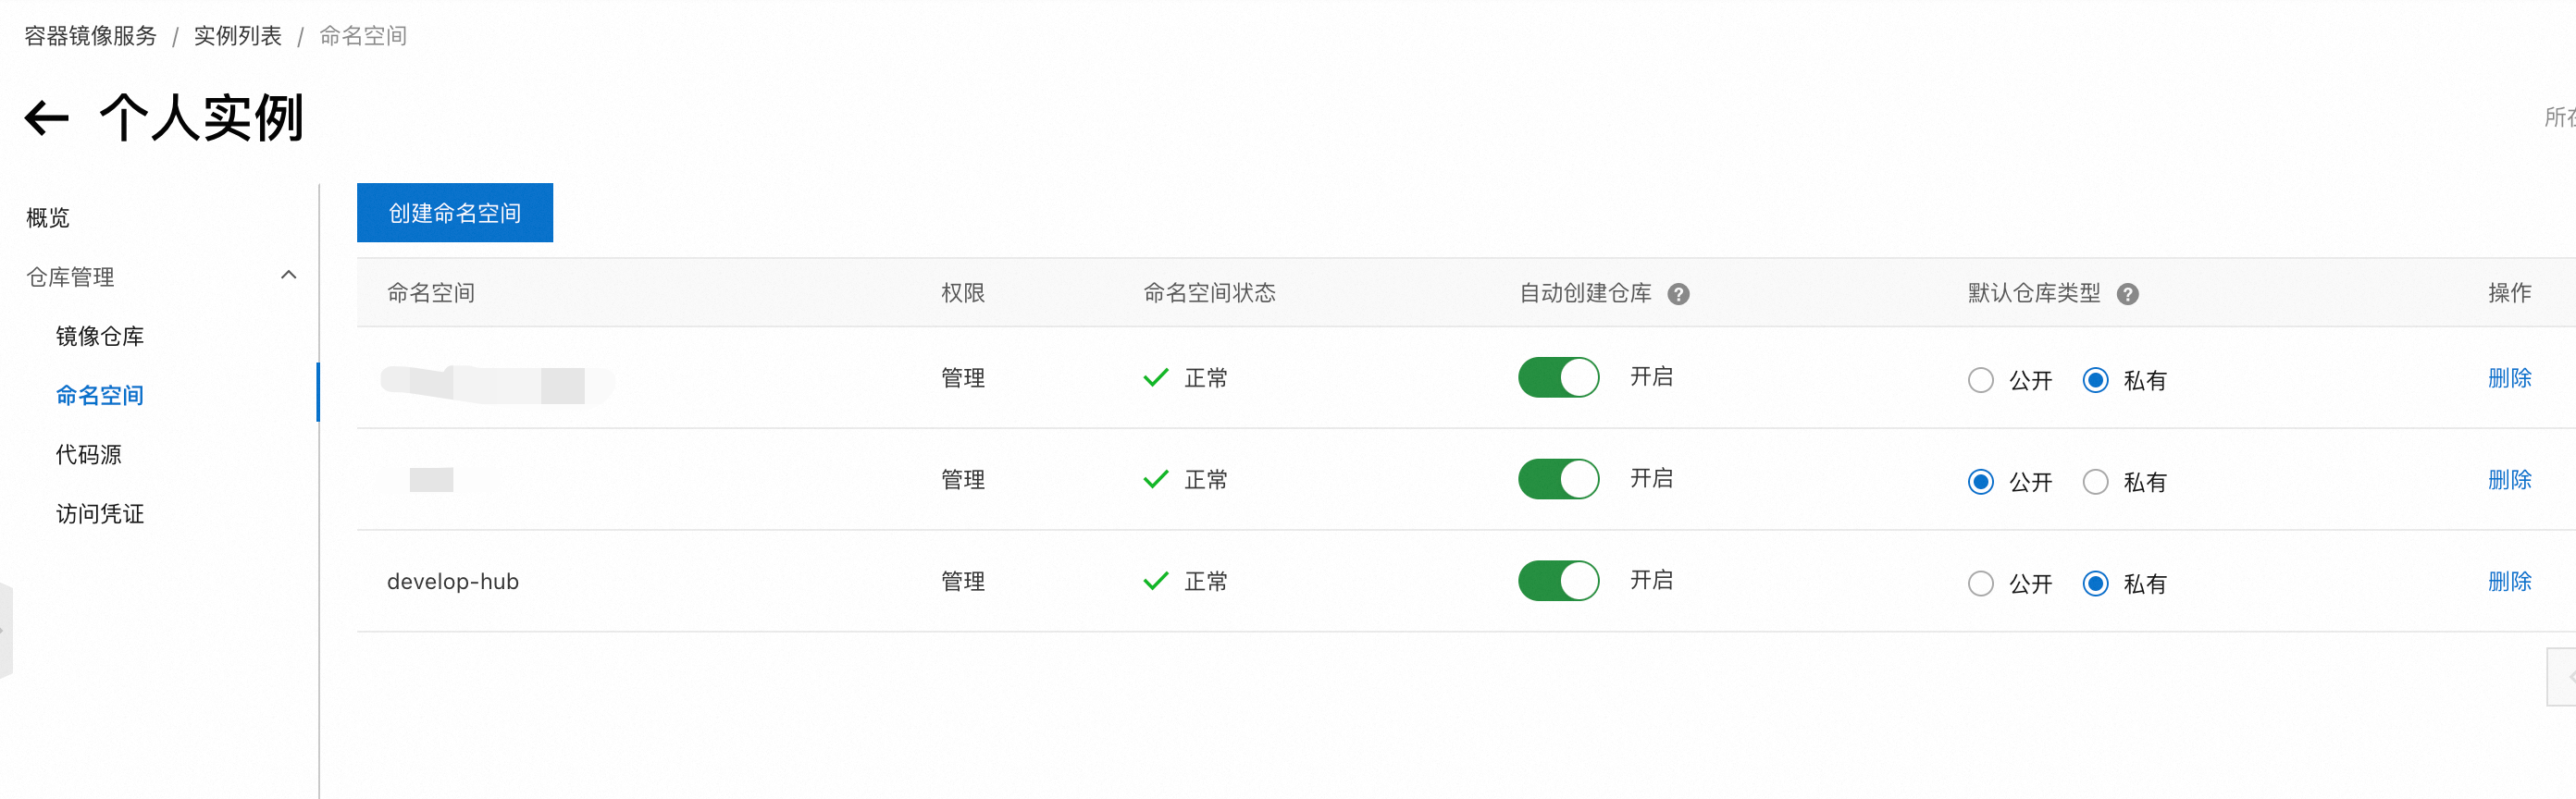 容器镜像服务 / 实例列表 / 命名空间
个人实例
所在
概览
仓库管理
镜像仓库
命名空间
代码源
访问凭证
创建命名空间
命名空间 权限 命名空间状态 自动创建仓库 默认仓库类型 操作
管理 正常 开启 公开 私有 删除
管理 正常 开启 公开 私有 删除
develop-hub 管理 正常 开启 公开 私有 删除